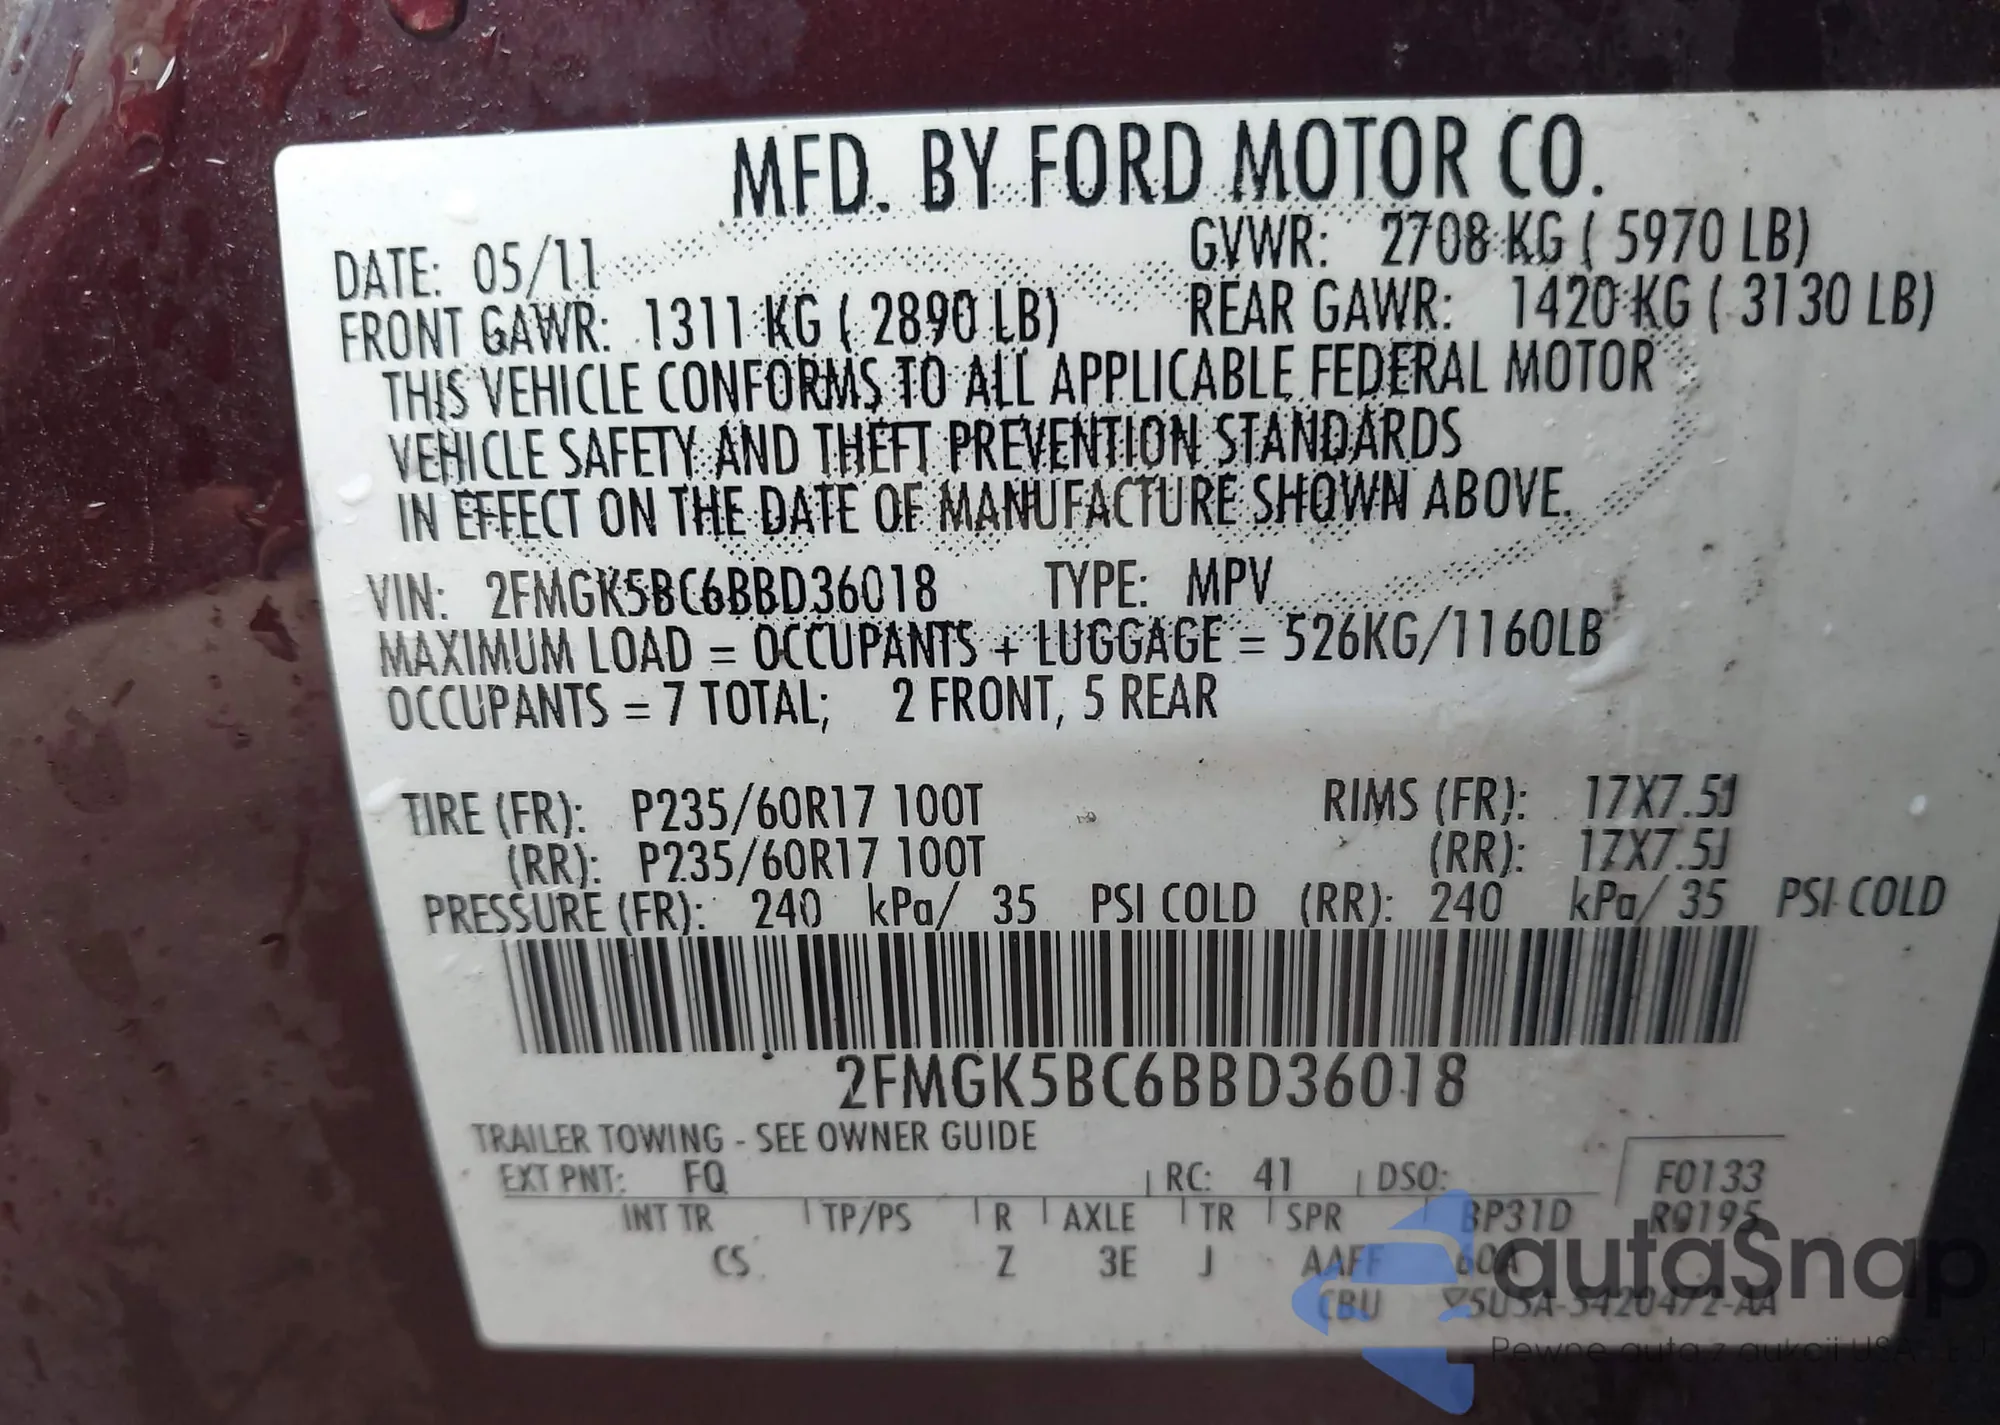 MFD. BY FORD MOTOR CO.
DATE: 05/11 GVWR: 2708 KG ( 5970 LB)
FRONT GAWR: 1311 KG ( 2890 LB) REAR GAWR: 1420 KG ( 3130 LB)
THIS VEHICLE CONFORMS TO ALL APPLICABLE FEDERAL MOTOR
VEHICLE SAFETY AND THEFT PREVENTION STANDARDS
IN EFFECT ON THE DATE OF MANUFACTURE SHOWN ABOVE.
VIN: 2FMGK5BC6BBD36018 TYPE: MPV
MAXIMUM LOAD = OCCUPANTS + LUGGAGE = 526KG/1160LB
OCCUPANTS = 7 TOTAL; 2 FRONT, 5 REAR
TIRE (FR): P235/60R17 100T RIMS (FR): 17X7.5J
(RR): P235/60R17 100T (RR): 17X7.5J
PRESSURE (FR): 240 kPa/ 35 PSI COLD (RR): 240 kPa/ 35 PSI COLD
2FMGK5BC6BBD36018
TRAILER TOWING - SEE OWNER GUIDE
EXT PNT: FQ RC: 41 DSO: F0133
INT TR TP/PS R AXLE TR SPR BP31D R0195
CS Z 3E J AAFF 60A
CBU
autaSnap
Pewne auta z aukcji USA